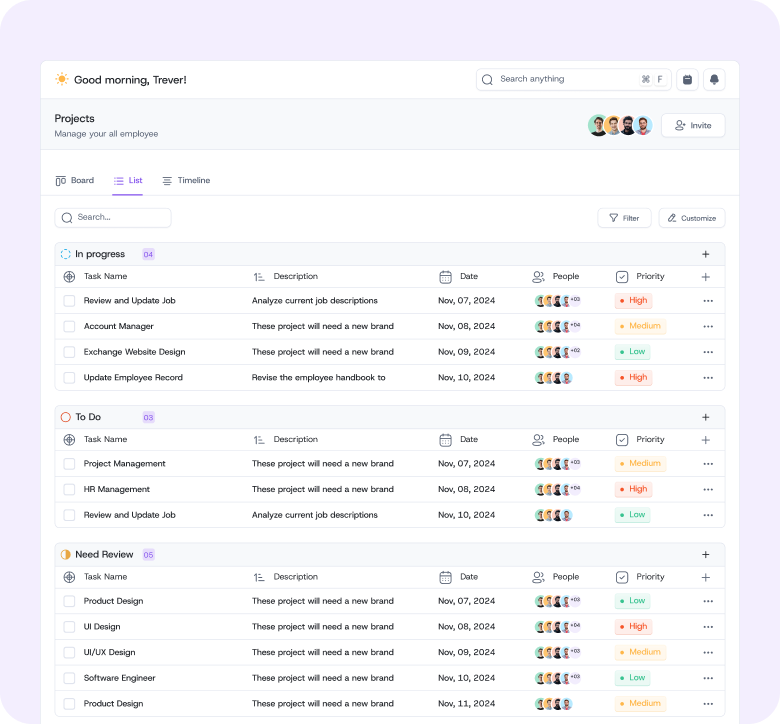 Good morning, Trever!
Search anything ⌘ F
Projects
Manage your all employee
Invite
Board List Timeline
Search... Filter Customize
In progress 04
Task Name Description Date People Priority
Review and Update Job Analyze current job descriptions Nov, 07, 2024 +03 High
Account Manager These project will need a new brand Nov, 08, 2024 +04 Medium
Exchange Website Design These project will need a new brand Nov, 09, 2024 +02 Low
Update Employee Record Revise the employee handbook to Nov, 10, 2024 High
To Do 03
Task Name Description Date People Priority
Project Management These project will need a new brand Nov, 07, 2024 +03 Medium
HR Management These project will need a new brand Nov, 08, 2024 +04 High
Review and Update Job Analyze current job descriptions Nov, 10, 2024 Low
Need Review 05
Task Name Description Date People Priority
Product Design These project will need a new brand Nov, 07, 2024 +03 Low
UI Design These project will need a new brand Nov, 08, 2024 +04 High
UI/UX Design These project will need a new brand Nov, 09, 2024 +03 Medium
Software Engineer These project will need a new brand Nov, 10, 2024 +03 Low
Product Design These project will need a new brand Nov, 11, 2024 Medium